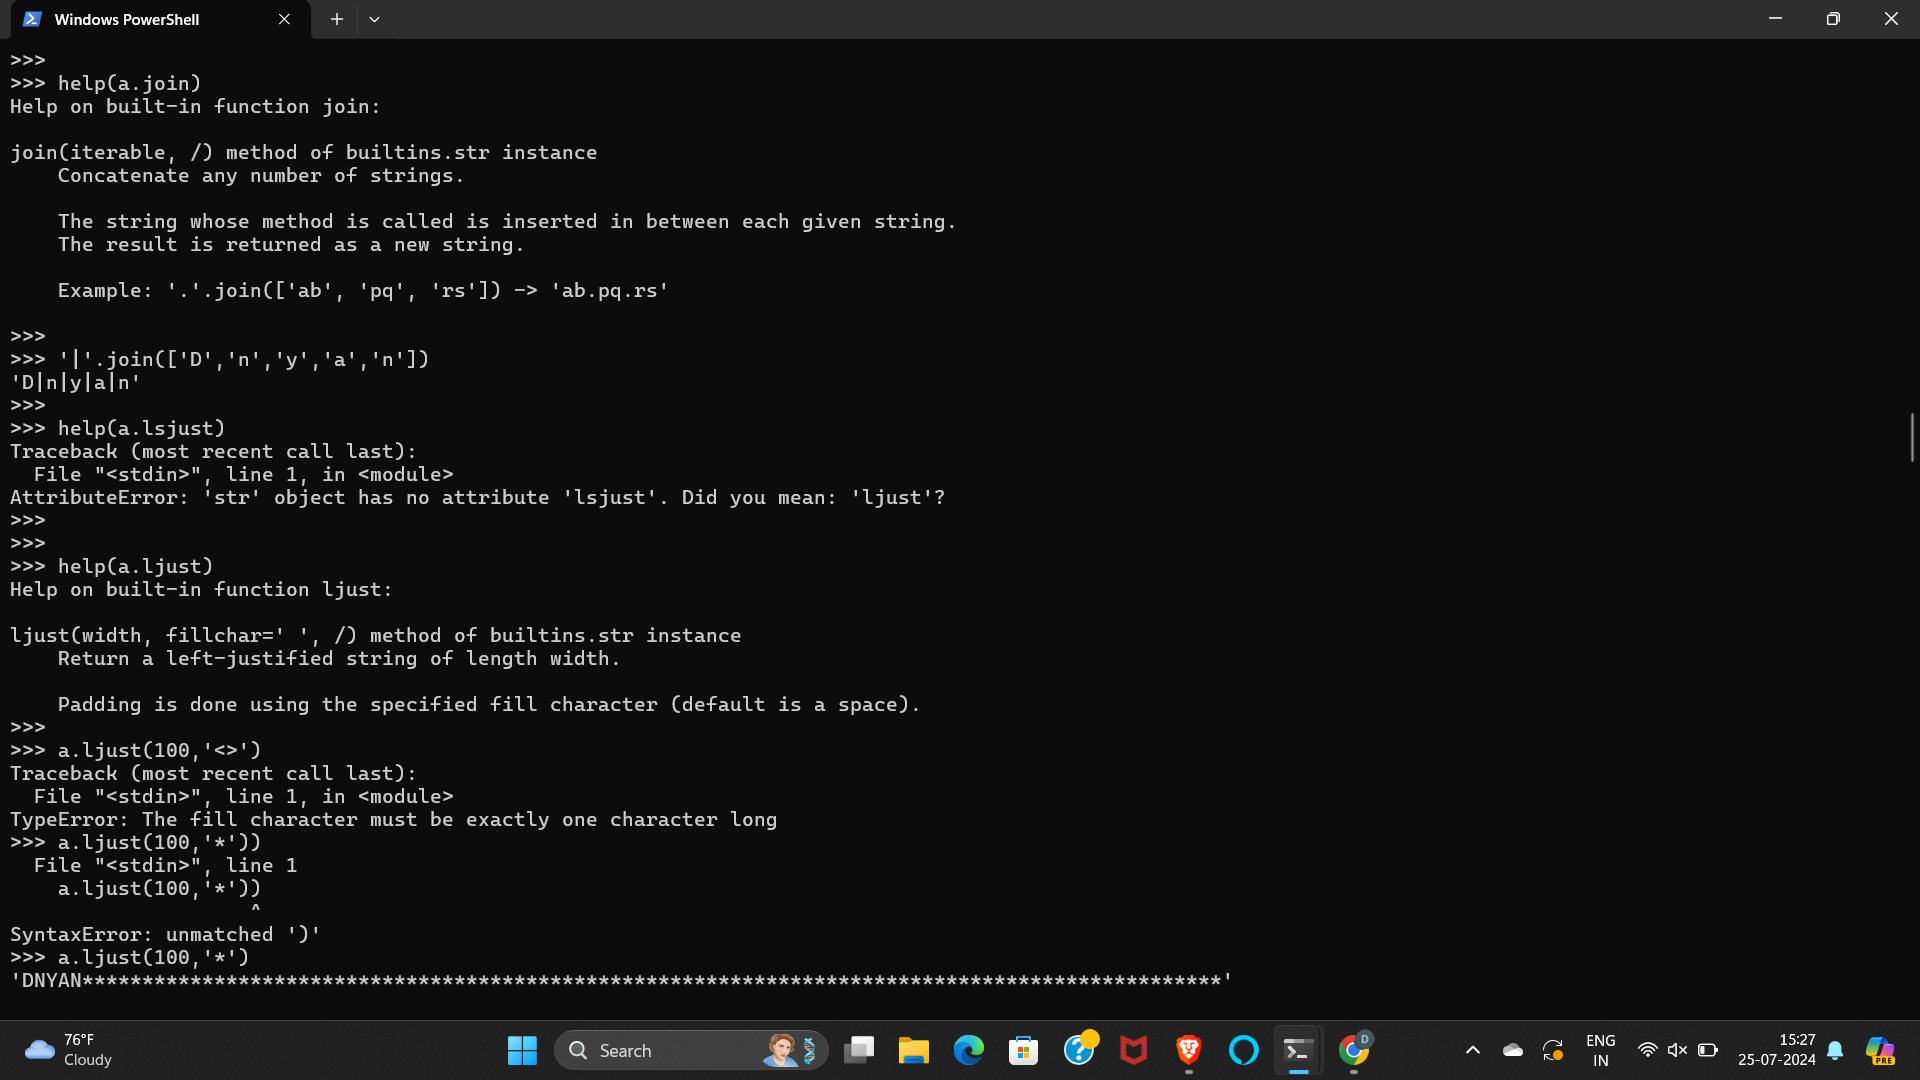 Windows PowerShell
>>>
>>> help(a.join)
Help on built-in function join:
join(iterable, /) method of builtins.str instance
    Concatenate any number of strings.
    The string whose method is called is inserted in between each given string.
    The result is returned as a new string.
    Example: '.'.join(['ab', 'pq', 'rs']) -> 'ab.pq.rs'
>>>
>>> '|'.join(['D','n','y','a','n'])
'D|n|y|a|n'
>>>
>>> help(a.lsjust)
Traceback (most recent call last):
  File "<stdin>", line 1, in <module>
AttributeError: 'str' object has no attribute 'lsjust'. Did you mean: 'ljust'?
>>>
>>>
>>> help(a.ljust)
Help on built-in function ljust:
ljust(width, fillchar=' ', /) method of builtins.str instance
    Return a left-justified string of length width.
    Padding is done using the specified fill character (default is a space).
>>>
>>> a.ljust(100,'<>')
Traceback (most recent call last):
  File "<stdin>", line 1, in <module>
TypeError: The fill character must be exactly one character long
>>> a.ljust(100,'*'))
  File "<stdin>", line 1
    a.ljust(100,'*'))
                    ^
SyntaxError: unmatched ')'
>>> a.ljust(100,'*')
'DNYAN***********************************************************************************************'
76°F
Cloudy
Search
D
ENG
IN
15:27
25-07-2024
PRE